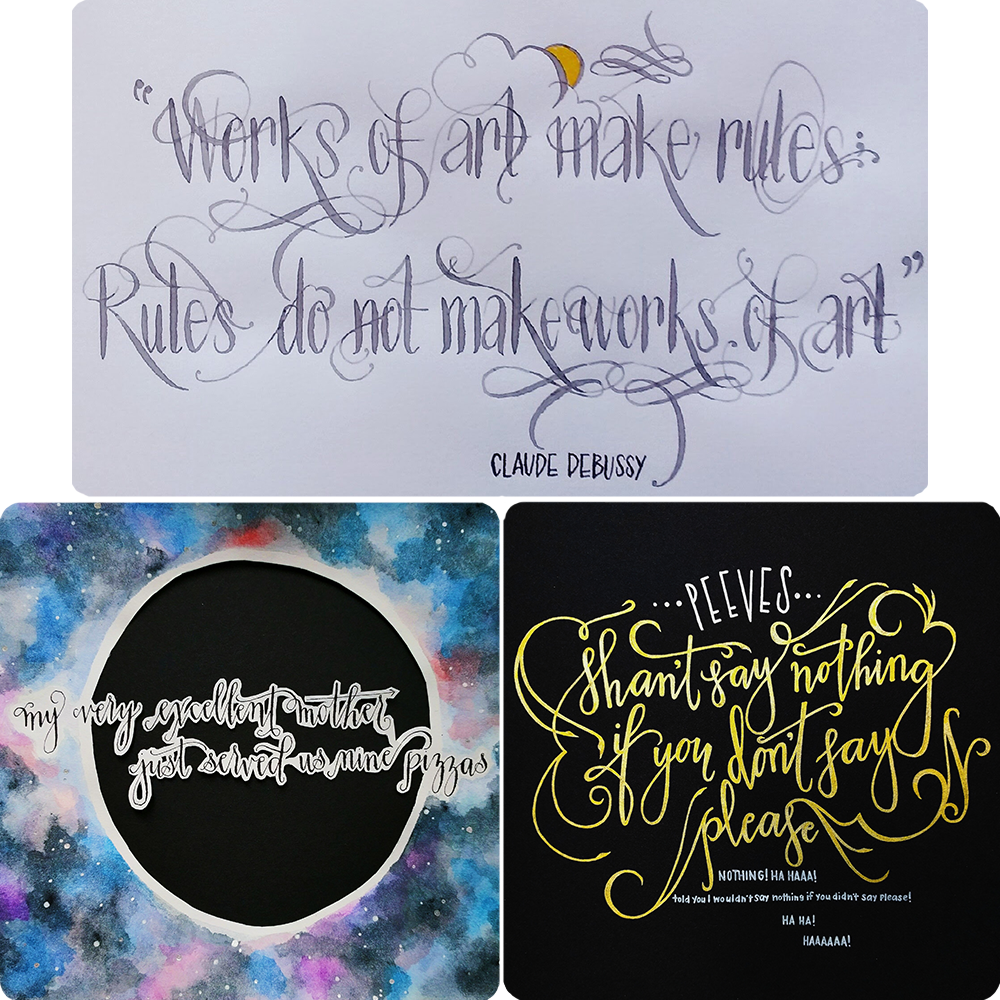 “Works of art make rules:
Rules do not make works of art”
CLAUDE DEBUSSY
my very excellent mother
just served us nine pizzas
...PEEVES...
Shan't say nothing
if you don't say
please
NOTHING! HA HAAA!
told you I wouldn't say nothing if you didn't say please!
HA HA!
HAAAAAA!